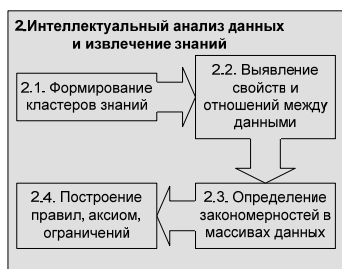 2. Интеллектуальный анализ данных
и извлечение знаний
2.1. Формирование
кластеров знаний
2.2. Выявление
свойств и
отношений между
данными
2.3. Определение
закономерностей в
массивах данных
2.4. Построение
правил, аксиом,
ограничений